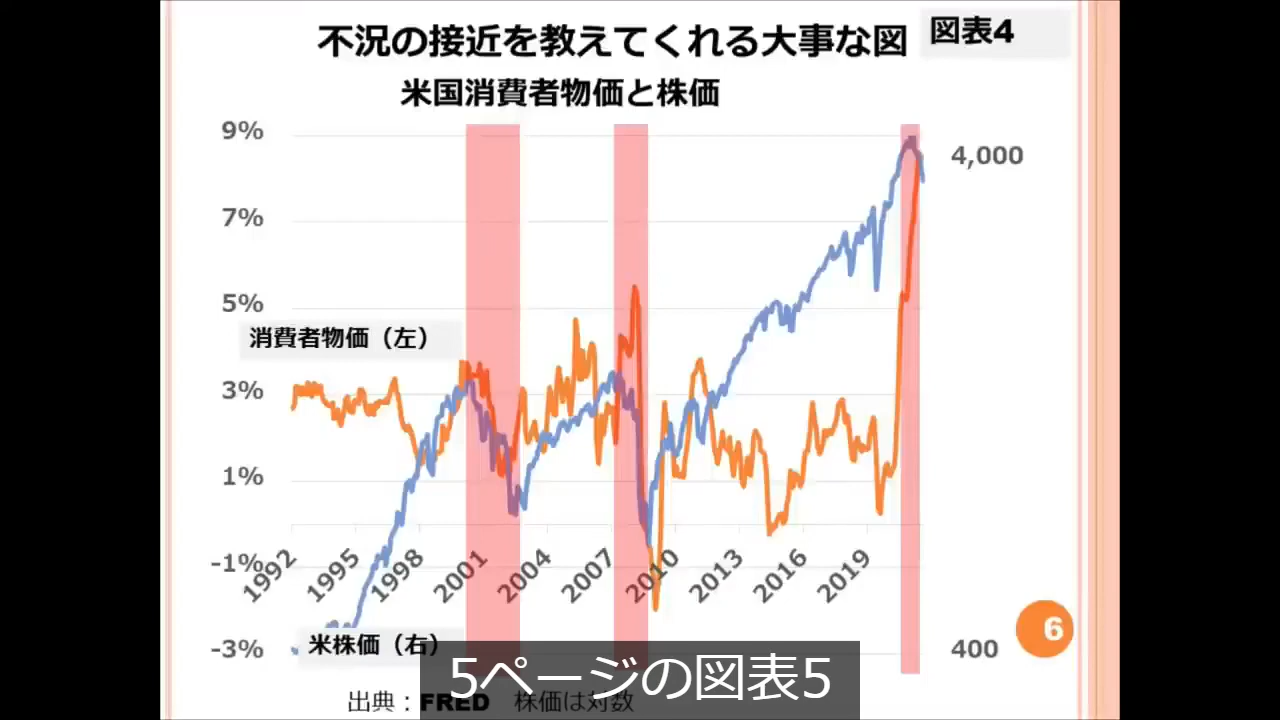 不況の接近を教えてくれる大事な図
図表4
米国消費者物価と株価
9%
7%
5%
3%
1%
-1%
-3%
4,000
400
消費者物価（左）
米株価（右）
1992
1995
1998
2001
2004
2007
2010
2013
2016
2019
6
出典：FRED 株価は対数
5ページの図表5